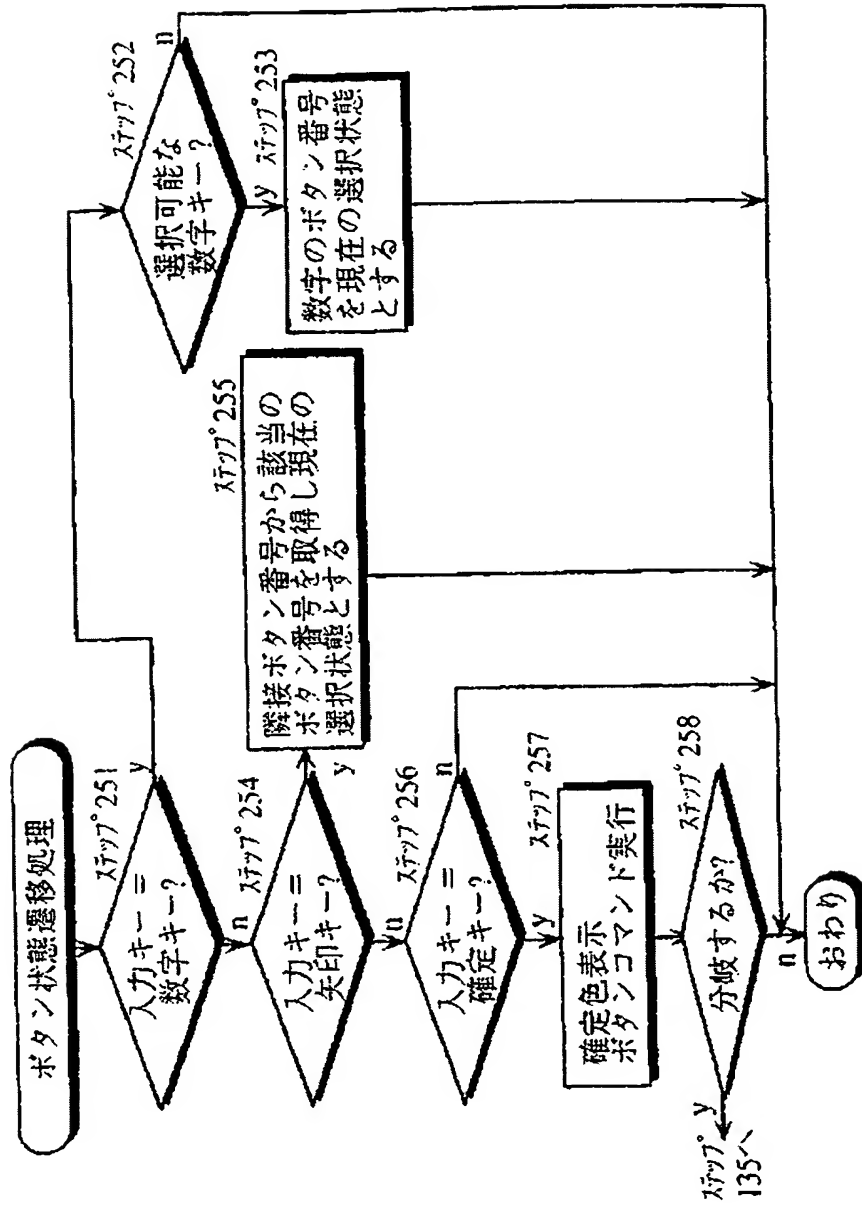 ボタン状態遷移処理
ステップ251
入力キー=
数字キー?
y
n
ステップ252
選択可能な
数字キー?
n
y
ステップ253
数字のボタン番号
を現在の選択状態
とする
ステップ254
入力キー=
矢印キー?
y
n
ステップ255
隣接ボタン番号から該当の
ボタン番号を取得し現在の
選択状態とする
ステップ256
入力キー=
確定キー?
n
y
ステップ257
確定色表示
ボタンコマンド実行
ステップ258
分岐するか?
y
ステップ
135へ
n
おわり